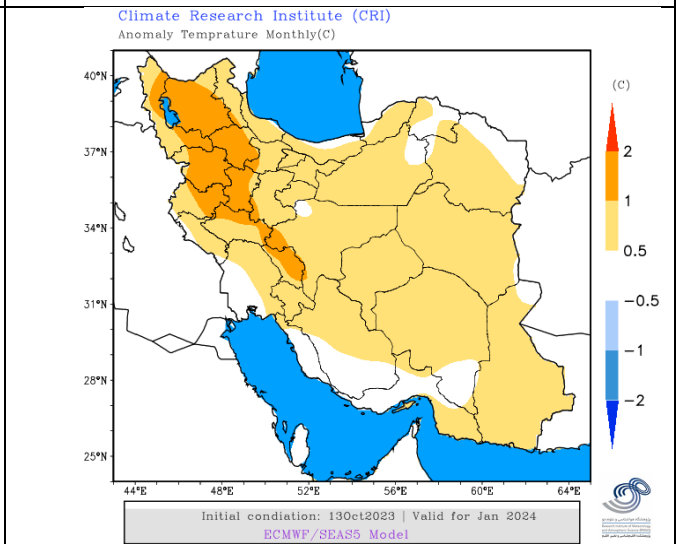 Climate Research Institute (CRI)
Anomaly Temprature Monthly(C)
40°N
37°N
34°N
31°N
28°N
25°N
44°E
48°E
52°E
56°E
60°E
64°E
(C)
2
1
0.5
−0.5
−1
−2
Initial condiation: 13Oct2023 | Valid for Jan 2024
ECMWF/SEAS5 Model